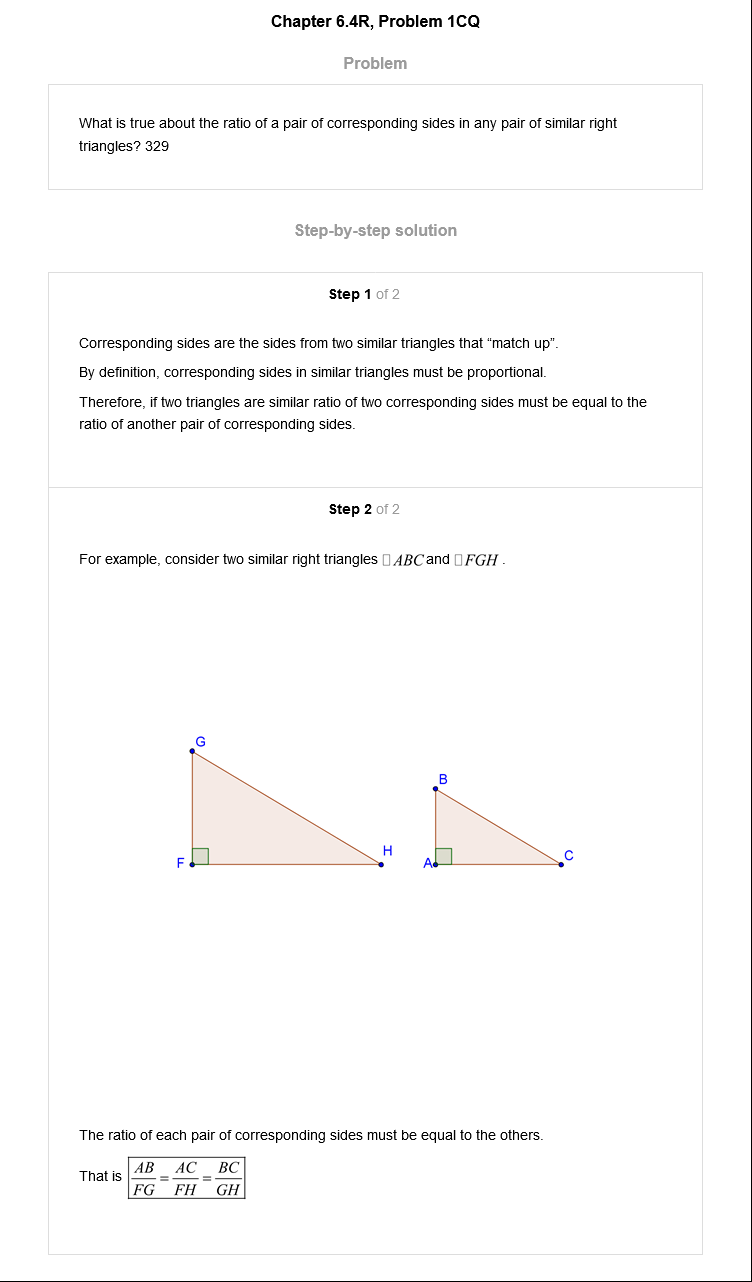 Chapter 6.4R, Problem 1CQ
Problem
What is true about the ratio of a pair of corresponding sides in any pair of similar right
triangles? 329
Step-by-step solution
Step 1 of 2
Corresponding sides are the sides from two similar triangles that “match up”.
By definition, corresponding sides in similar triangles must be proportional.
Therefore, if two triangles are similar ratio of two corresponding sides must be equal to the
ratio of another pair of corresponding sides.
Step 2 of 2
For example, consider two similar right triangles □ABC and □FGH .
G
B
H
F
A
C
The ratio of each pair of corresponding sides must be equal to the others.
That is AB/FG = AC/FH = BC/GH